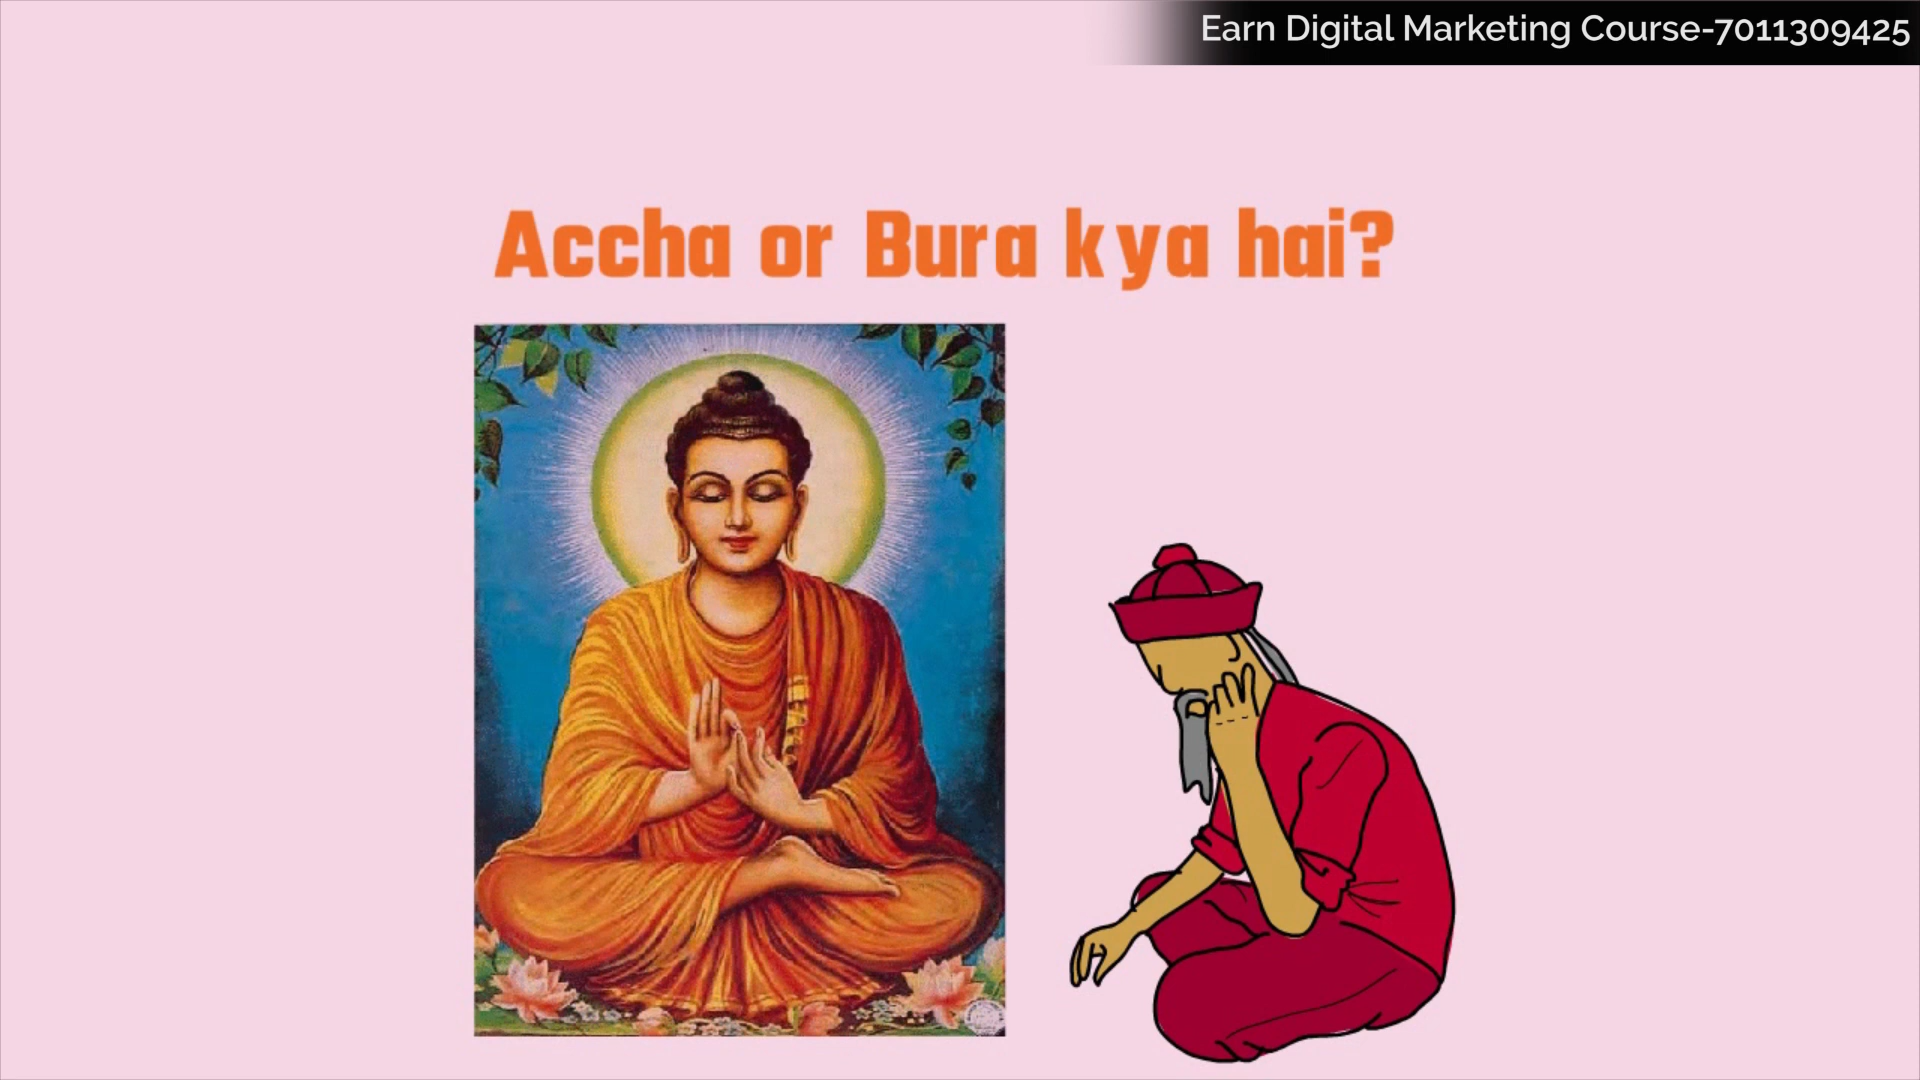 Earn Digital Marketing Course-7011309425
Accha or Bura kya hai?